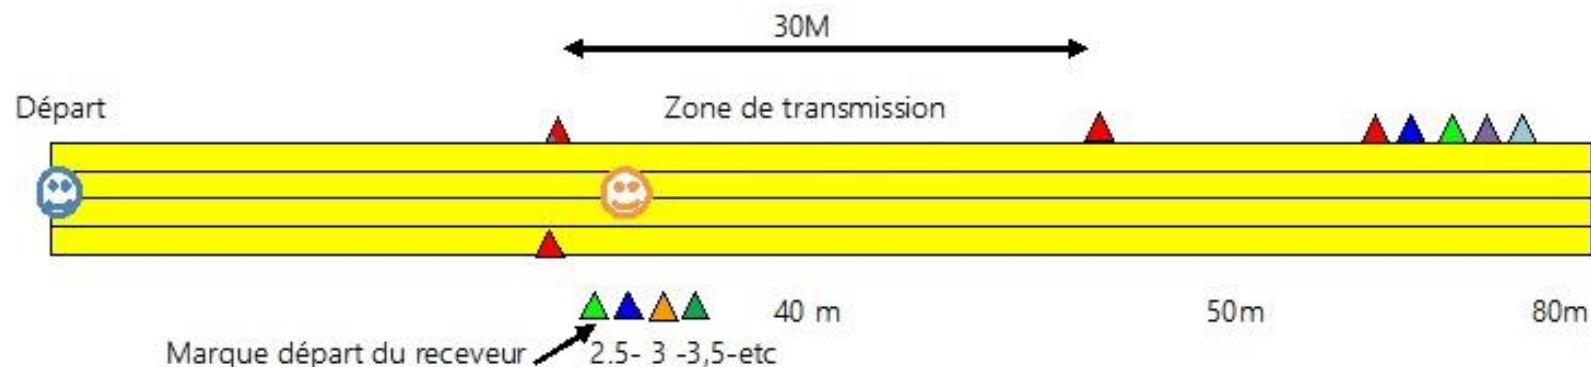 30M
Départ
Zone de transmission
40 m
50m
80m
Marque départ du receveur
2.5- 3 -3,5-etc